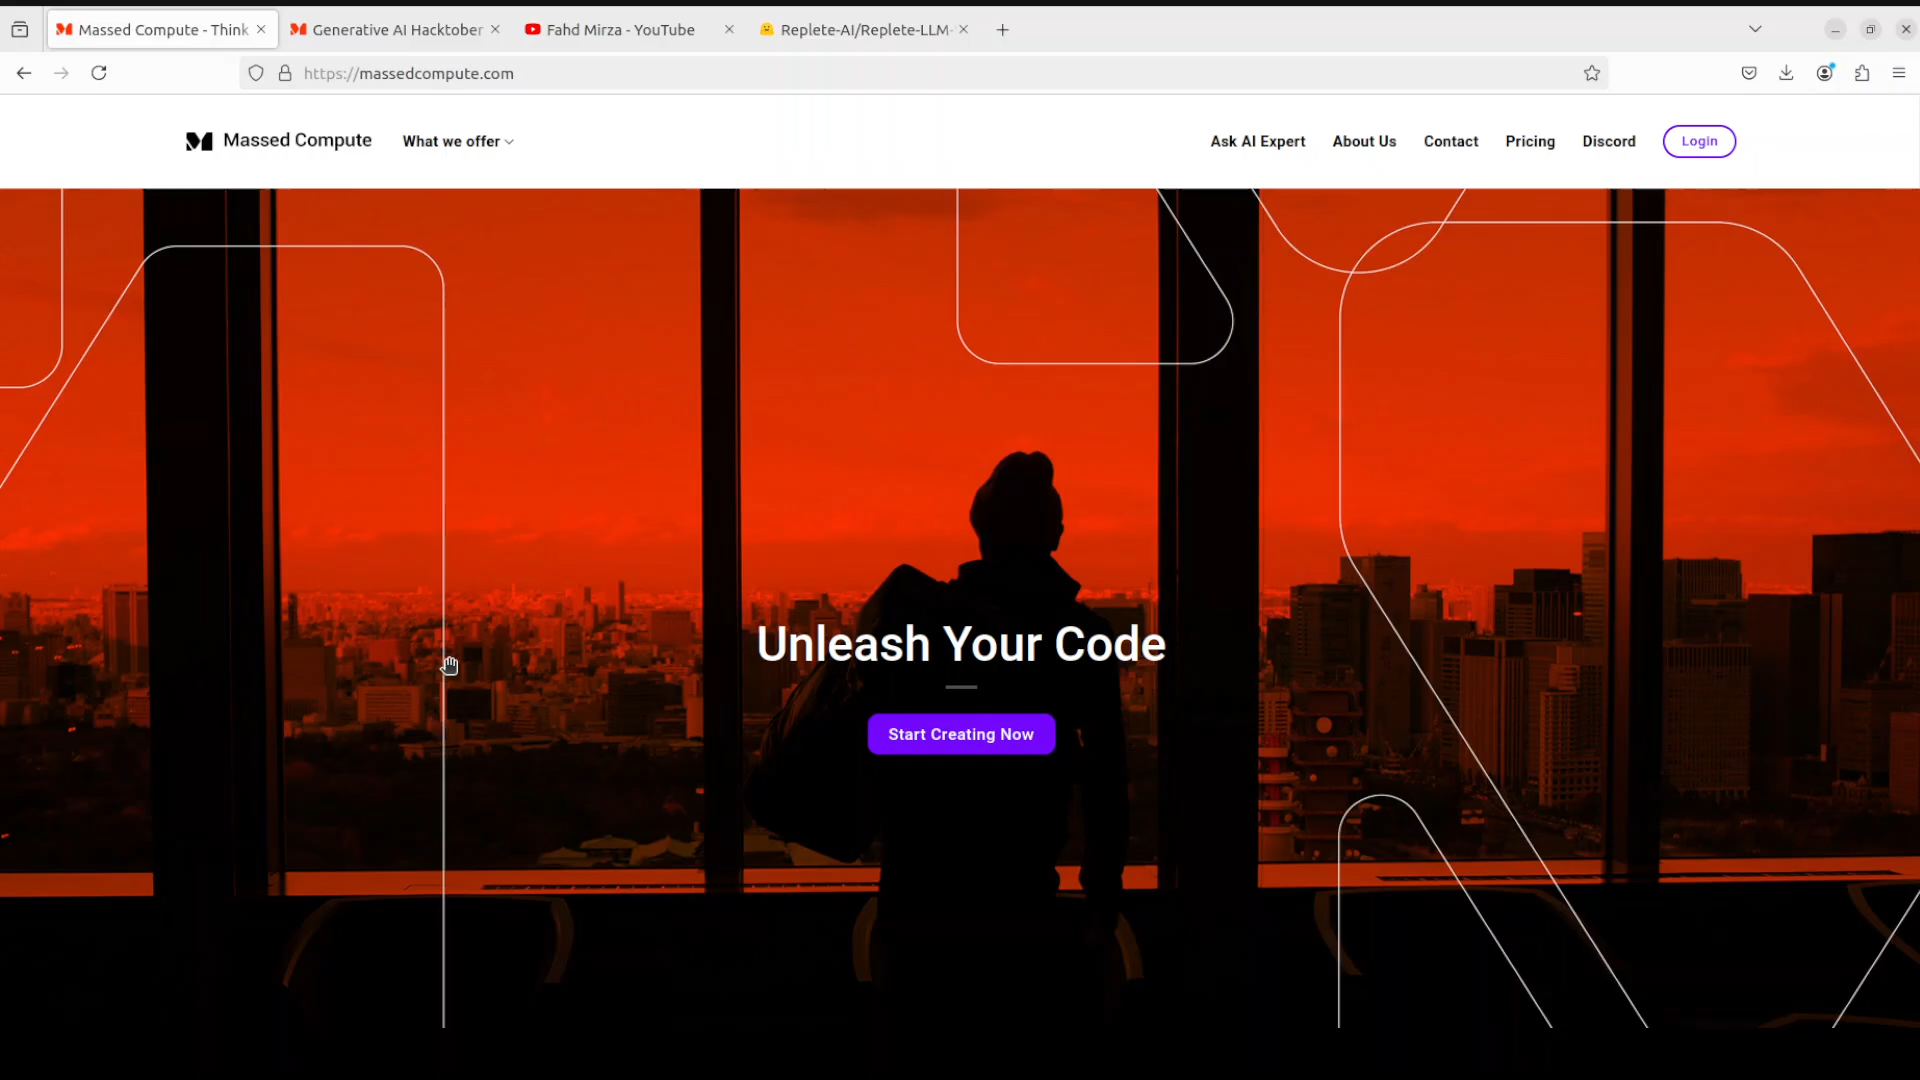 Massed Compute - Think
Generative AI Hacktober
Fahd Mirza - YouTube
Replete-AI/Replete-LLM-
https://massedcompute.com
Massed Compute
What we offer
Ask AI Expert
About Us
Contact
Pricing
Discord
Login
Unleash Your Code
Start Creating Now